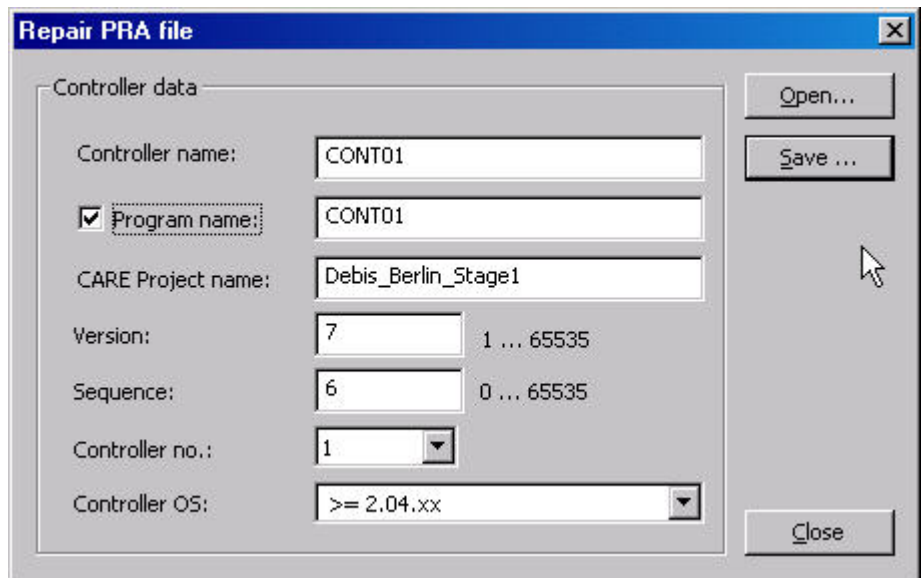 Repair PRA file
Controller data
Open...
Controller name: CONT01
Save ...
Program name: CONT01
CARE Project name: Debis_Berlin_Stage1
Version: 7 1 ... 65535
Sequence: 6 0 ... 65535
Controller no.: 1
Controller OS: >= 2.04.xx
Close